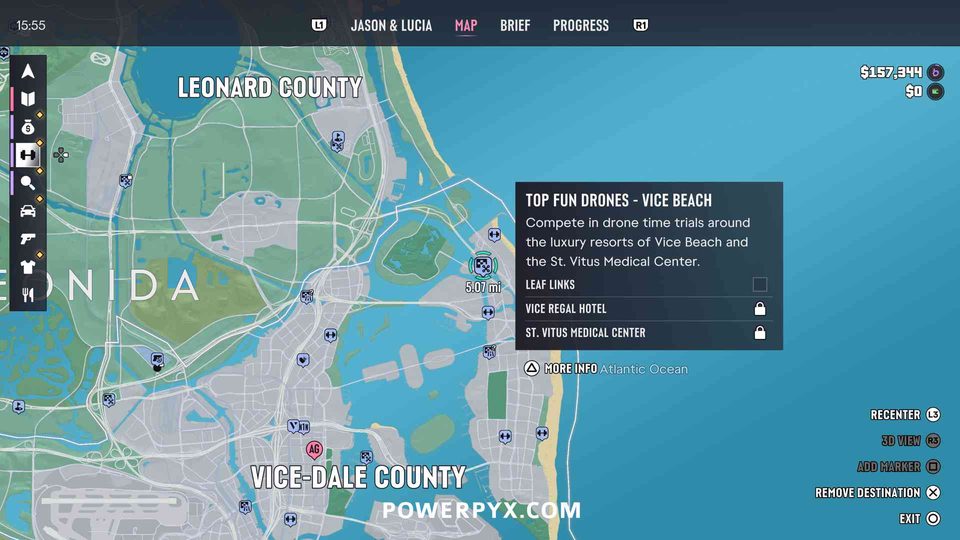 15:55
L1 JASON & LUCIA MAP BRIEF PROGRESS R1
LEONARD COUNTY
$157,344
$0
TOP FUN DRONES - VICE BEACH
Compete in drone time trials around
the luxury resorts of Vice Beach and
the St. Vitus Medical Center.
LEAF LINKS
VICE REGAL HOTEL
ST. VITUS MEDICAL CENTER
5.07 mi
ONIDA
MORE INFO Atlantic Ocean
AG
VICE-DALE COUNTY
RECENTER L3
3D VIEW R3
ADD MARKER
REMOVE DESTINATION
EXIT
POWERPYX.COM